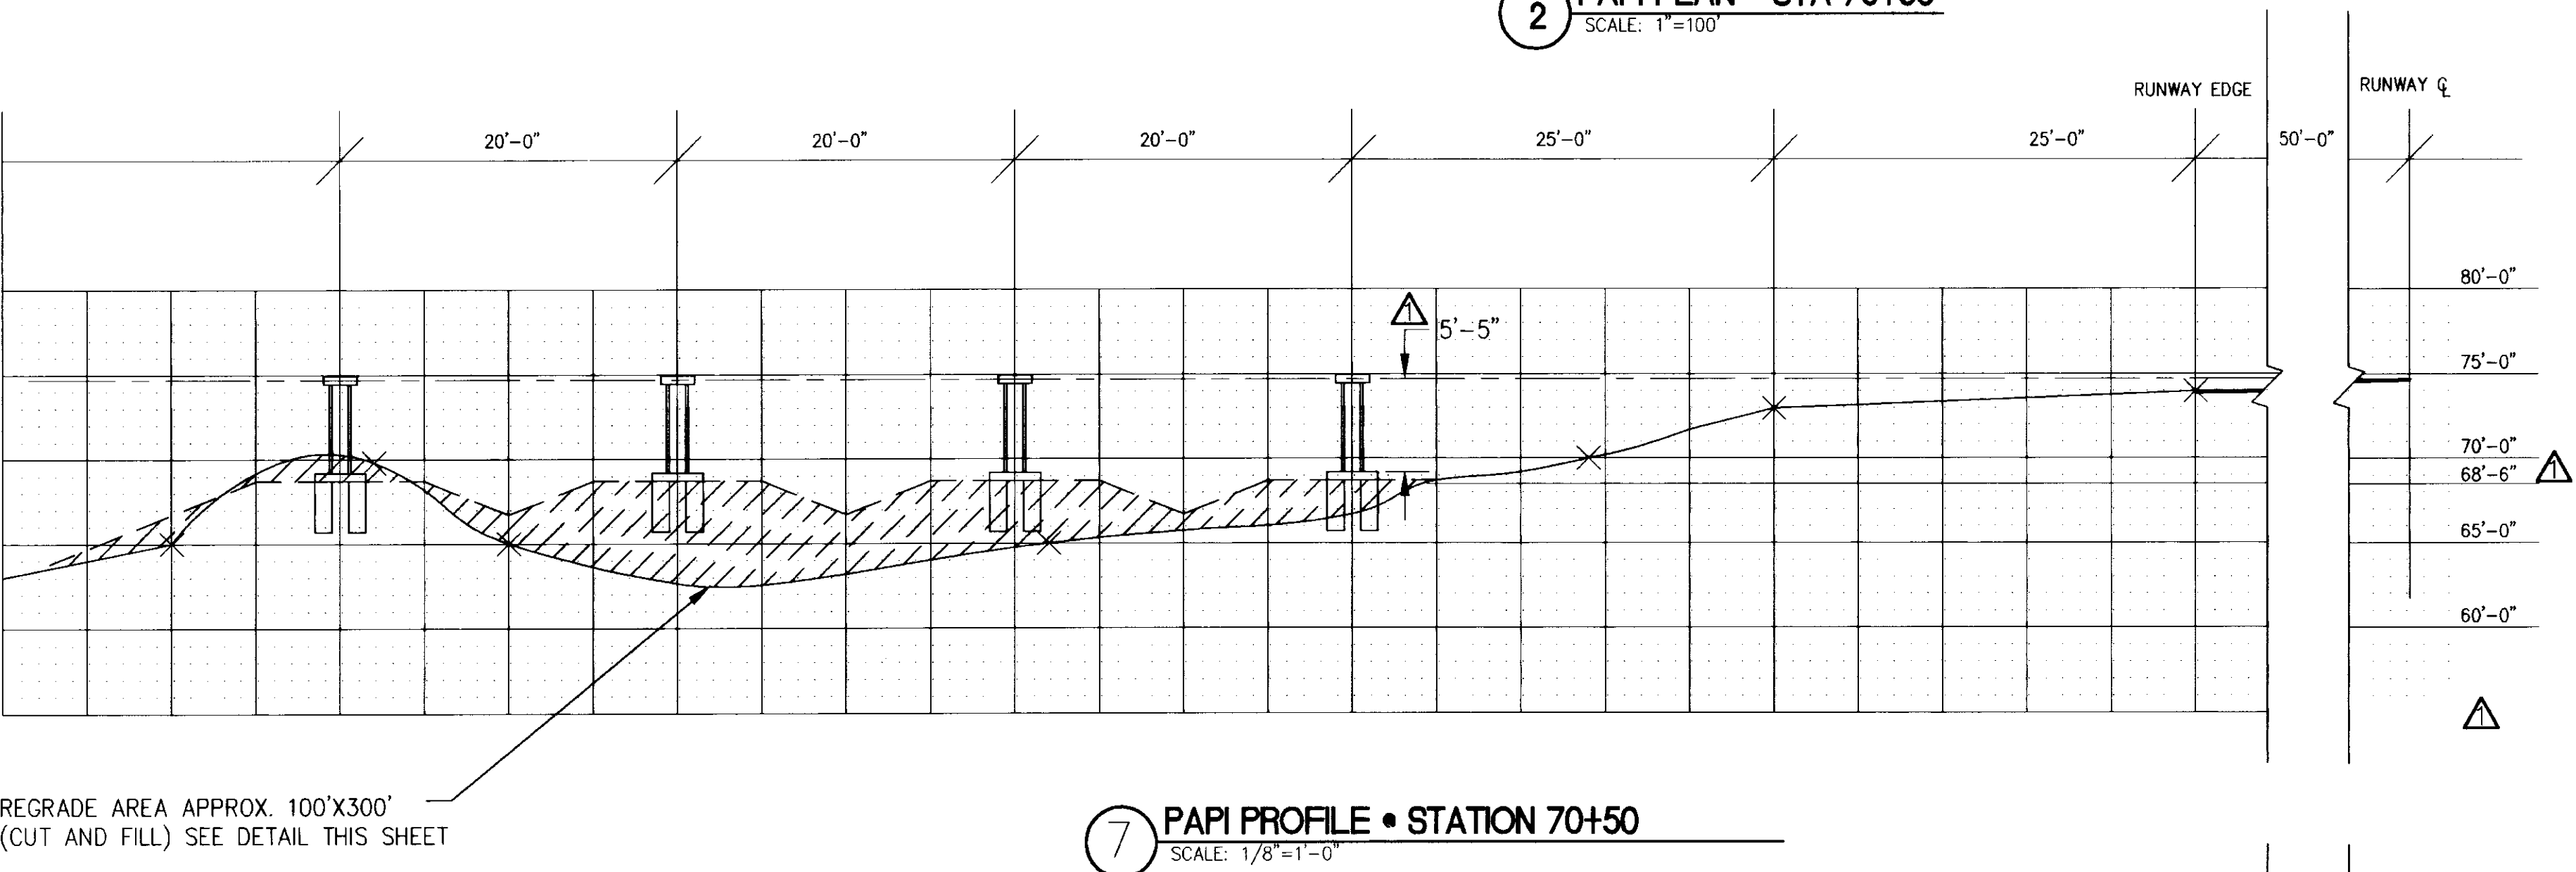 2
SCALE: 1"=100'
RUNWAY EDGE
RUNWAY ℄
20'-0"
20'-0"
20'-0"
25'-0"
25'-0"
50'-0"
80'-0"
1
5'-5"
75'-0"
70'-0"
68'-6"
1
65'-0"
60'-0"
1
REGRADE AREA APPROX. 100'X300'
(CUT AND FILL) SEE DETAIL THIS SHEET
7
PAPI PROFILE • STATION 70+50
SCALE: 1/8"=1'-0"